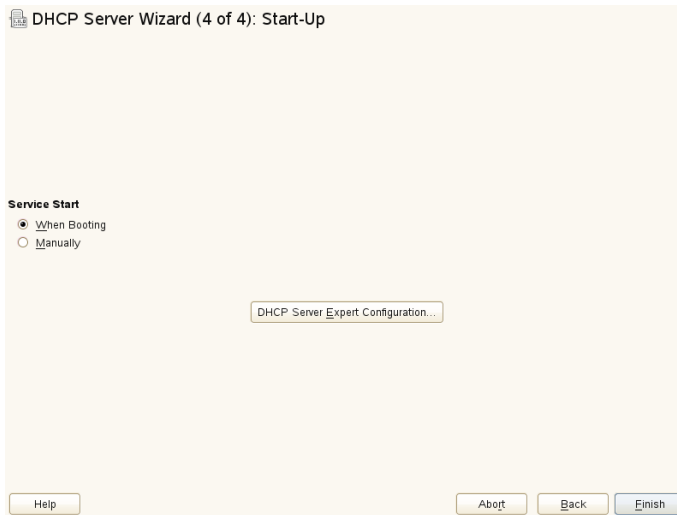 DHCP Server Wizard (4 of 4): Start-Up
Service Start
When Booting
Manually
DHCP Server Expert Configuration...
Help
Abort
Back
Finish